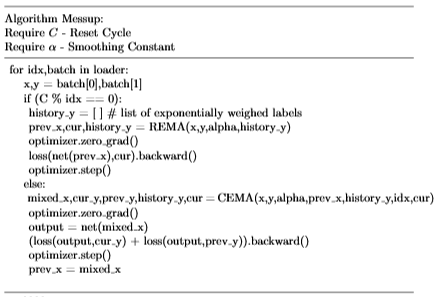 Algorithm Messup:
Require C - Reset Cycle
Require α - Smoothing Constant
for idx,batch in loader:
x,y = batch[0],batch[1]
if (C % idx == 0):
history_y = [ ] # list of exponentially weighed labels
prev_x,cur,history_y = REMA(x,y,alpha,history_y)
optimizer.zero_grad()
loss(net(prev_x),cur).backward()
optimizer.step()
else:
mixed_x,cur_y,prev_y,history_y,cur = CEMA(x,y,alpha,prev_x,history_y,idx,cur)
optimizer.zero_grad()
output = net(mixed_x)
(loss(output,cur_y) + loss(output,prev_y)).backward()
optimizer.step()
prev_x = mixed_x